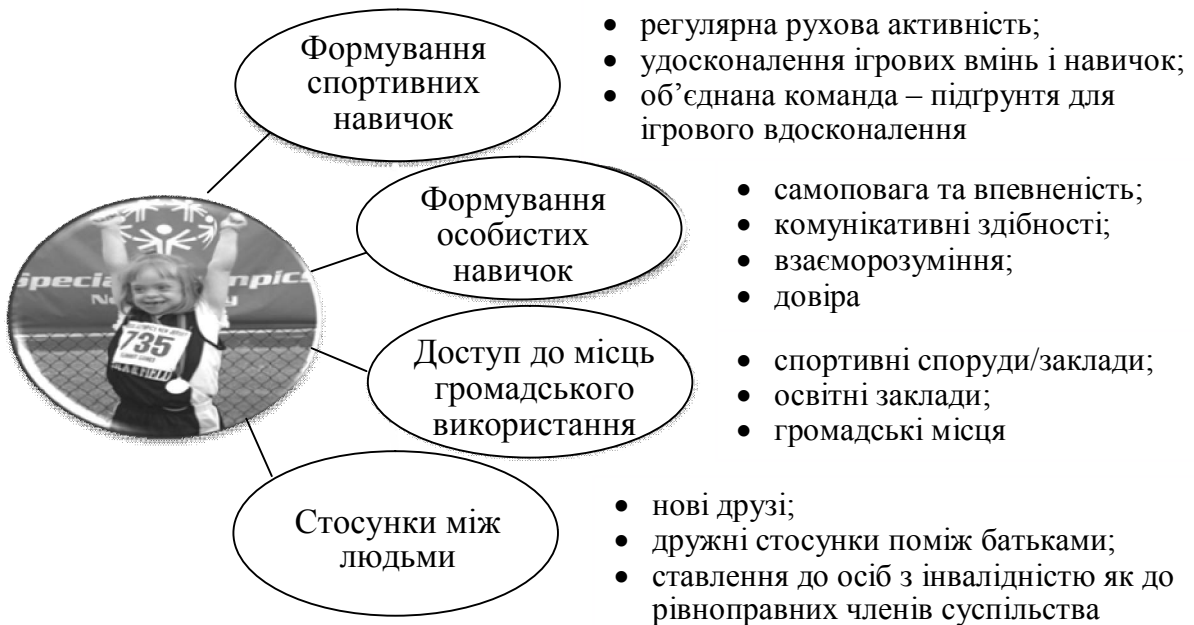 Формування
спортивних
навичок
• регулярна рухова активність;
• удосконалення ігрових вмінь і навичок;
• об’єднана команда – підґрунтя для
ігрового вдосконалення
Формування
особистих
навичок
• самоповага та впевненість;
• комунікативні здібності;
• взаєморозуміння;
• довіра
Доступ до місць
громадського
використання
• спортивні споруди/заклади;
• освітні заклади;
• громадські місця
Стосунки між
людьми
• нові друзі;
• дружні стосунки поміж батьками;
• ставлення до осіб з інвалідністю як до
рівноправних членів суспільства
735